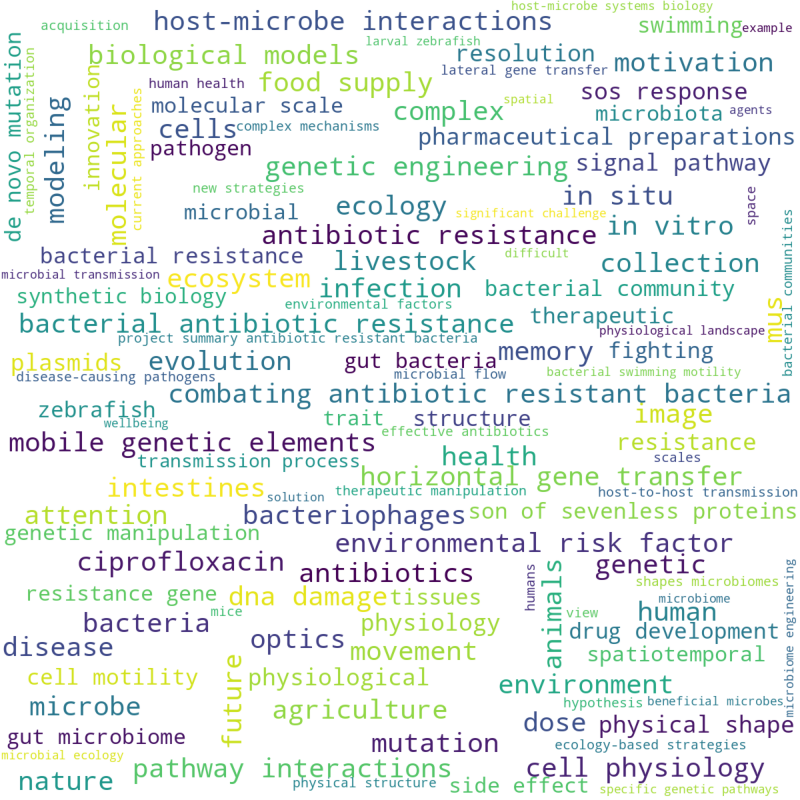 host-microbe systems biology
acquisition
host-microbe interactions
swimming
example
larval zebrafish
biological models
resolution
motivation
lateral gene transfer
human health
food supply
sos response
de novo mutation
temporal organization
modeling
innovation
molecular
current approaches
molecular scale
complex
spatial
microbiota
agents
cells
complex mechanisms
pharmaceutical preparations
pathogen
genetic engineering
signal pathway
new strategies
in situ
space
microbial
ecology
significant challenge
in vitro
antibiotic resistance
bacterial resistance
livestock
difficult
collection
bacterial communities
microbial transmission
ecosystem
infection
bacterial community
synthetic biology
environmental factors
therapeutic
mus
bacterial antibiotic resistance
physiological landscape
project summary antibiotic resistant bacteria
plasmids
evolution
gut bacteria
memory
fighting
disease-causing pathogens
microbial flow
bacterial swimming motility
combating antibiotic resistant bacteria
zebrafish
wellbeing
trait
structure
image
effective antibiotics
mobile genetic elements
resistance
transmission process
health
scales
horizontal gene transfer
intestines
solution
therapeutic manipulation
host-to-host transmission
attention
bacteriophages
son of sevenless proteins
genetic manipulation
environmental risk factor
ciprofloxacin
antibiotics
genetic
humans
animals
shapes microbiomes
microbiome engineering
resistance gene
dna damage
tissues
microbiome
mice
view
human
bacteria
physiology
drug development
disease
optics
movement
spatiotemporal
cell motility
future
physiological
environment
microbe
agriculture
hypothesis
beneficial microbes
dose
physical shape
gut microbiome
mutation
ecology-based strategies
microbial ecology
pathway interactions
cell physiology
nature
physical structure
side effect
specific genetic pathways